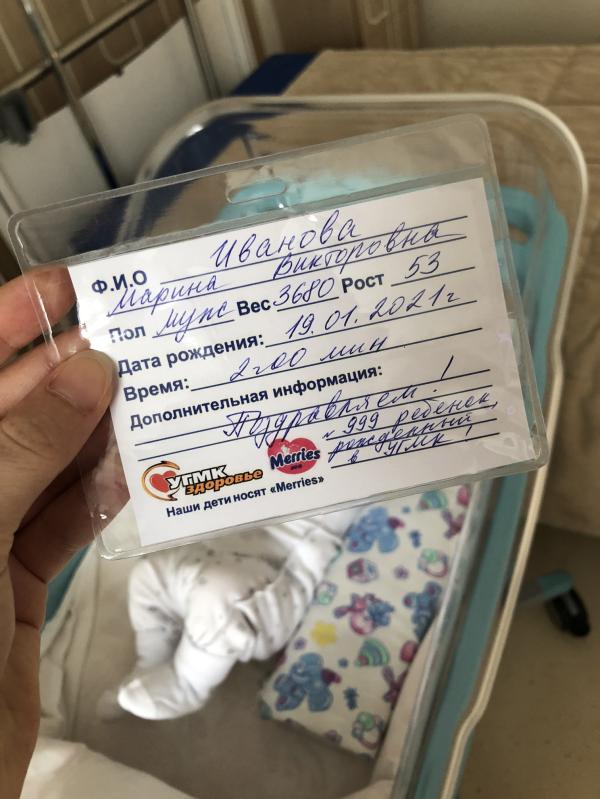 Ф.И.О Иванова
Марина Викторовна
Пол муж Вес 3680 Рост 53
Дата рождения: 19.01.2021г
Время: 2 00 мин
Дополнительная информация:
Поздравляем!
999 ребенок,
рожденный
в УГМК!
УГМК
здоровье
Merries
Наши дети носят «Merries»